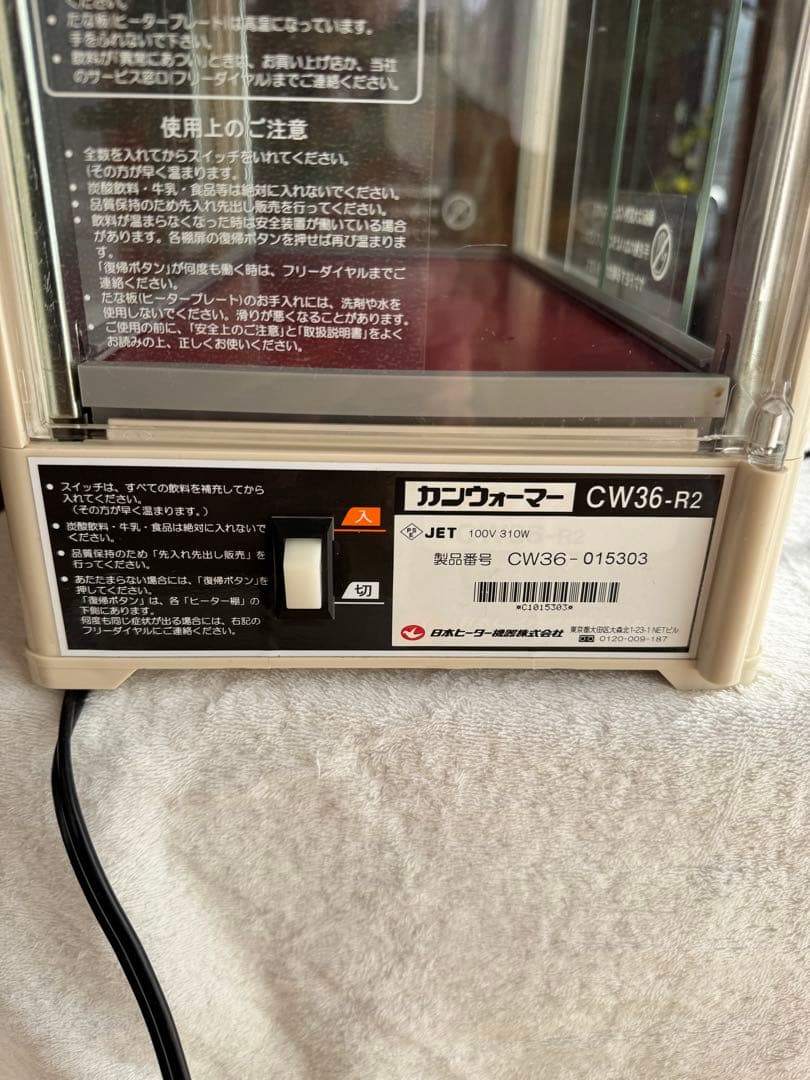 ください。
• たな板(ヒータープレート)は高温になっています。
手をふれないで下さい。
• 飲料が「異常にあつい」ときは、お買い上げ店か、当社
のサービス窓口(フリーダイヤル)までご連絡ください。
使用上のご注意
• 全数を入れてからスイッチをいれてください。
(その方が早く温まります。)
• 炭酸飲料・牛乳・食品等は絶対に入れないでください。
• 品質保持のため先入れ先出し販売を行ってください。
• 飲料が温まらなくなった時は安全装置が働いている場合
があります。各棚扉の復帰ボタンを押せば再び温まりま
す。
「復帰ボタン」が何度も働く時は、フリーダイヤルまでご
連絡ください。
• たな板(ヒータープレート)のお手入れには、洗剤や水を
使用しないでください。滑りが悪くなることがあります。
• ご使用の前に、「安全上のご注意」と「取扱説明書」をよく
お読みの上、正しくお使いください。
• スイッチは、すべての飲料を補充してから
入れてください。
(その方が早く温まります。)
• 炭酸飲料・牛乳・食品は絶対に入れないで
ください。
• 品質保持のため「先入れ先出し販売」を
行ってください。
• あたたまらない場合には、「復帰ボタン」を
押してください。
「復帰ボタン」は、各「ヒーター棚」の
下側にあります。
何度も同じ症状が出る場合には、右記の
フリーダイヤルにご連絡ください。
入
切
カンウォーマー CW36-R2
PSE JET 100V 310W
製品番号 CW36-015303
*C1015303*
日本ヒーター機器株式会社 東京都大田区大森北1-23-1 NETビル
0120-009-187